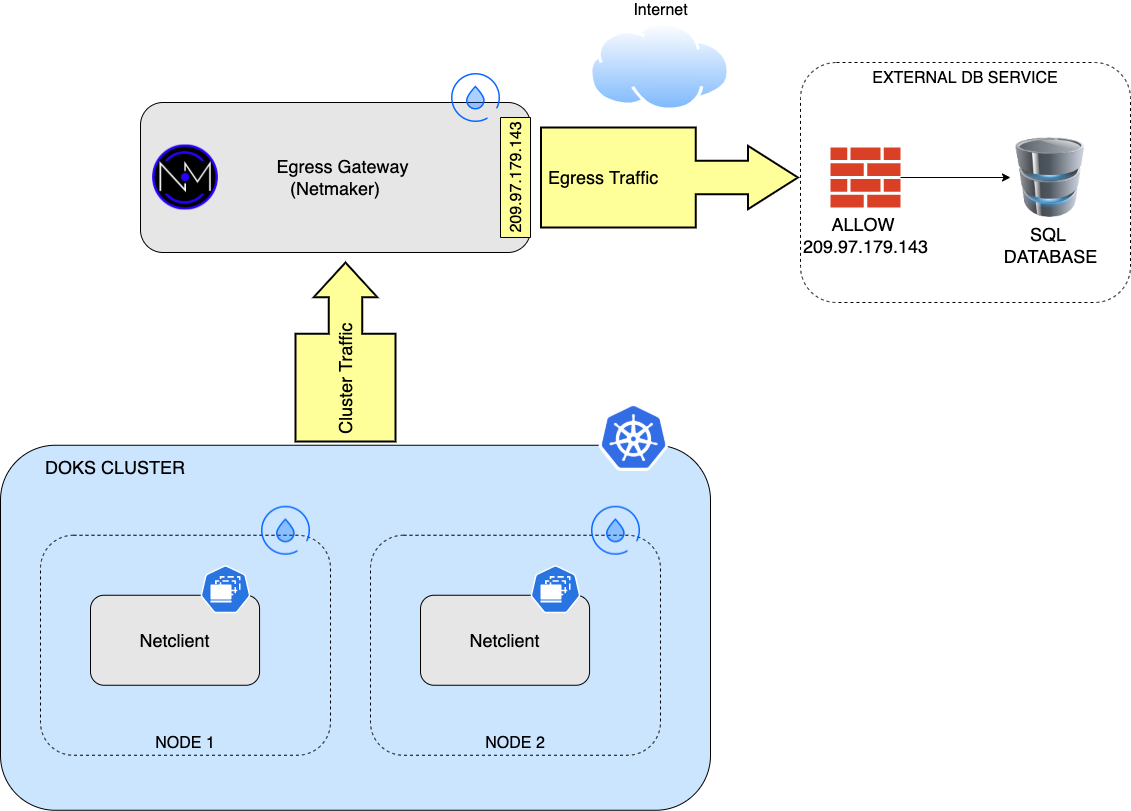 Internet
EXTERNAL DB SERVICE
Egress Gateway
(Netmaker)
209.97.179.143
Egress Traffic
ALLOW
209.97.179.143
SQL
DATABASE
Cluster Traffic
DOKS CLUSTER
Netclient
Netclient
NODE 1
NODE 2